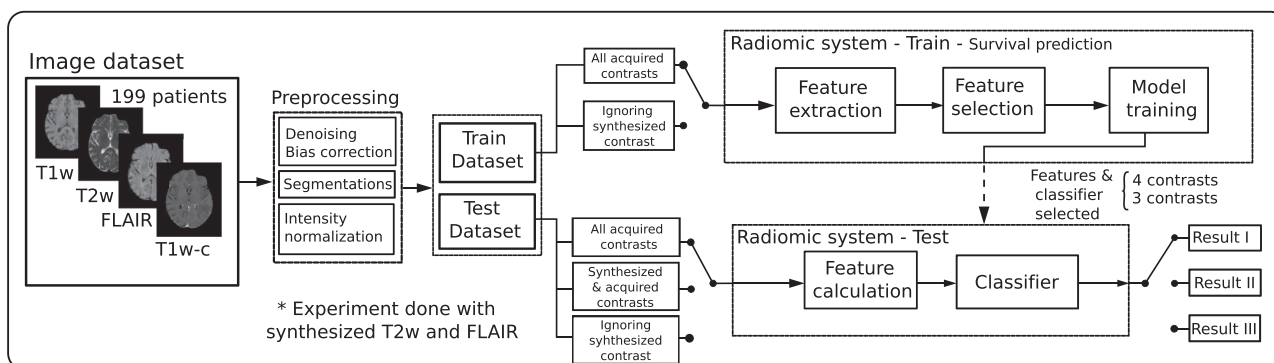 Image dataset
199 patients
T1w
T2w
FLAIR
T1w-c
Preprocessing
Denoising
Bias correction
Segmentations
Intensity
normalization
* Experiment done with
synthesized T2w and FLAIR
Train
Dataset
Test
Dataset
All acquired
contrasts
Ignoring
synthesized
contrast
All acquired
contrasts
Synthesized
& acquired
contrasts
Ignoring
syhthesized
contrast
Radiomic system - Train - Survival prediction
Feature
extraction
Feature
selection
Model
training
Features &
classifier
selected
4 contrasts
3 contrasts
Radiomic system - Test
Feature
calculation
Classifier
Result I
Result II
Result III